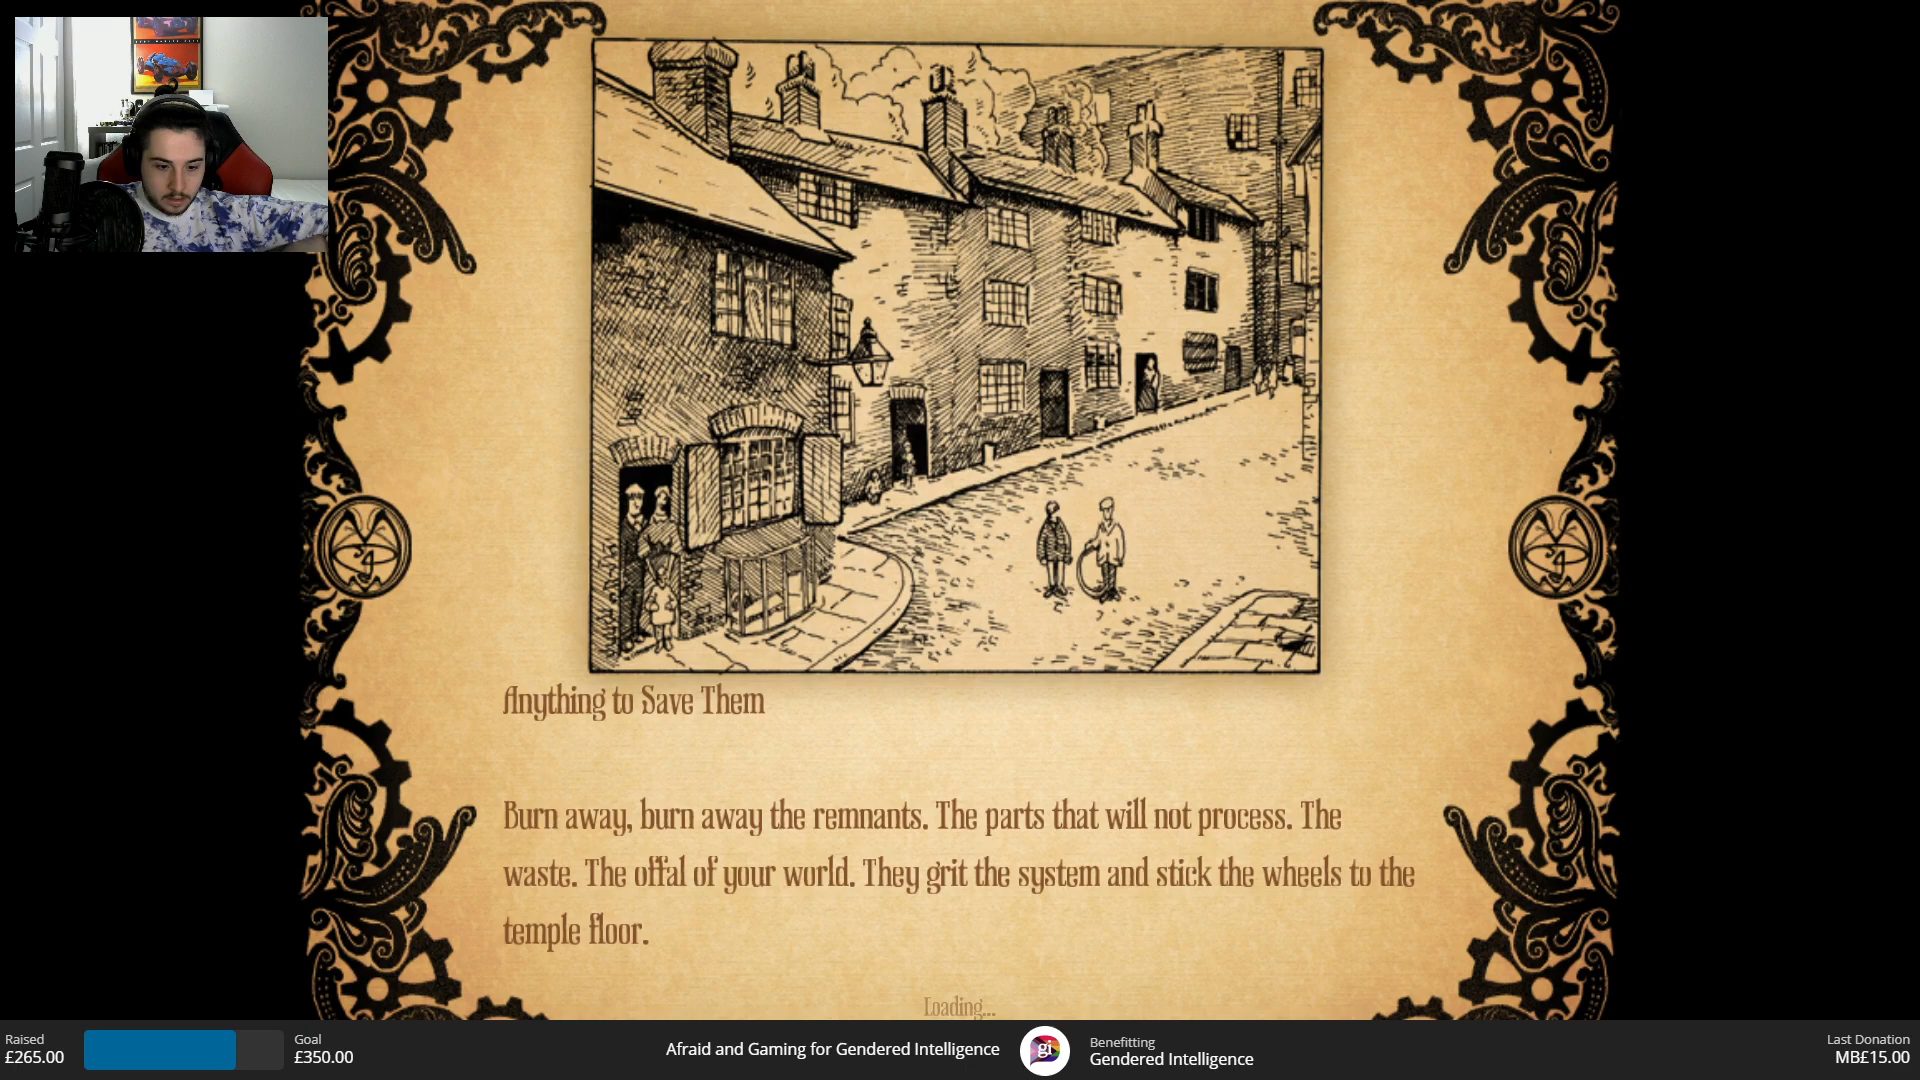 Anything to Save Them
Burn away, burn away the remnants. The parts that will not process. The
waste. The offal of your world. They grit the system and stick the wheels to the
temple floor.
Loading...
Raised
£265.00
Goal
£350.00
Afraid and Gaming for Gendered Intelligence
gi
Benefitting
Gendered Intelligence
Last Donation
MB£15.00